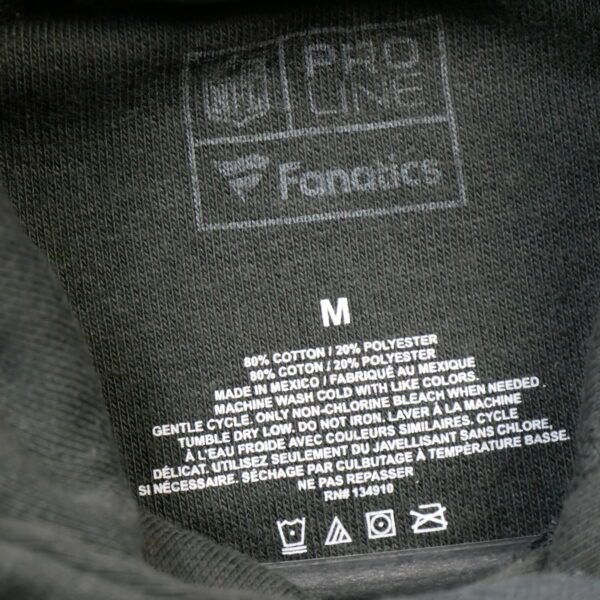 NFL PRO
LINE
Fanatics
M
80% COTTON / 20% POLYESTER
80% COTON / 20% POLYESTER
MADE IN MEXICO / FABRIQUÉ AU MEXIQUE
MACHINE WASH COLD WITH LIKE COLORS.
GENTLE CYCLE. ONLY NON-CHLORINE BLEACH WHEN NEEDED.
TUMBLE DRY LOW. DO NOT IRON. LAVER À LA MACHINE
À L'EAU FROIDE AVEC COULEURS SIMILAIRES. CYCLE
DÉLICAT. UTILISEZ SEULEMENT DU JAVELLISANT SANS CHLORE,
SI NÉCESSAIRE. SÉCHAGE PAR CULBUTAGE À TEMPÉRATURE BASSE.
NE PAS REPASSER
RN# 134910